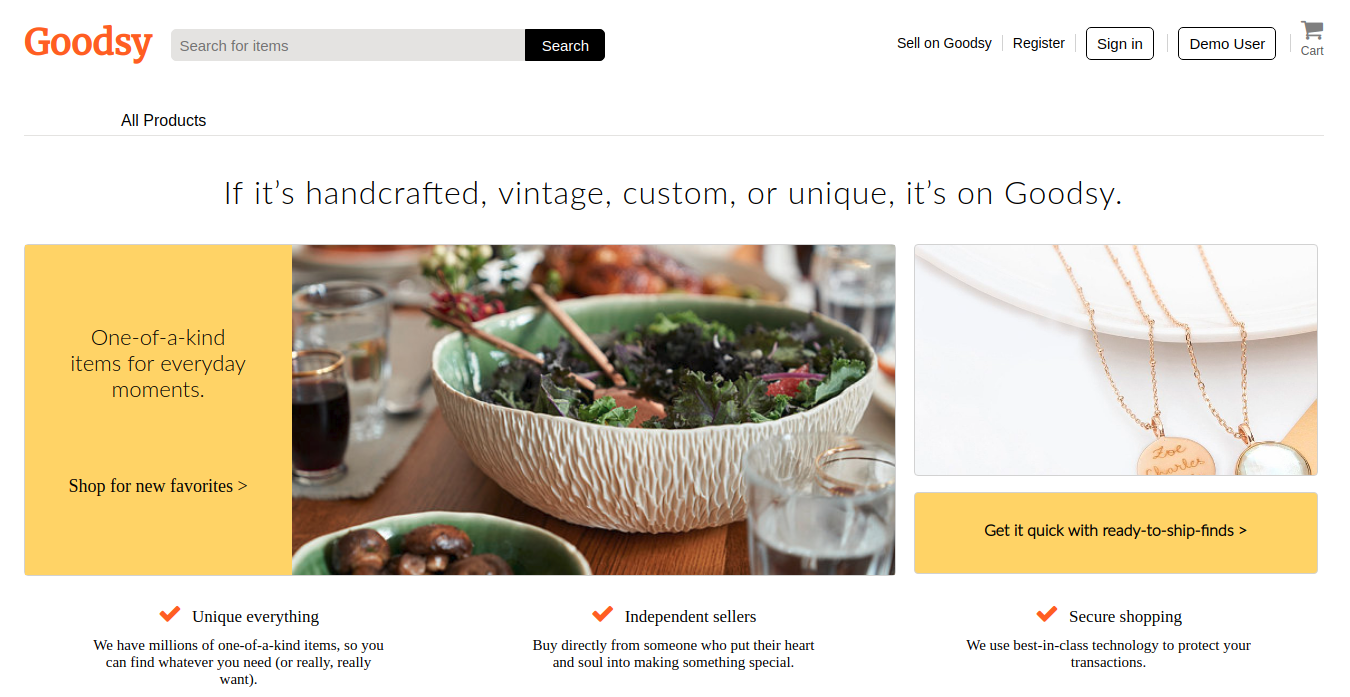 Goodsy
Search for items
Search
Sell on Goodsy
Register
Sign in
Demo User
Cart
All Products
If it’s handcrafted, vintage, custom, or unique, it’s on Goodsy.
One-of-a-kind
items for everyday
moments.
Shop for new favorites >
Zoe
Charles
Get it quick with ready-to-ship-finds >
Unique everything
We have millions of one-of-a-kind items, so you
can find whatever you need (or really, really
want).
Independent sellers
Buy directly from someone who put their heart
and soul into making something special.
Secure shopping
We use best-in-class technology to protect your
transactions.